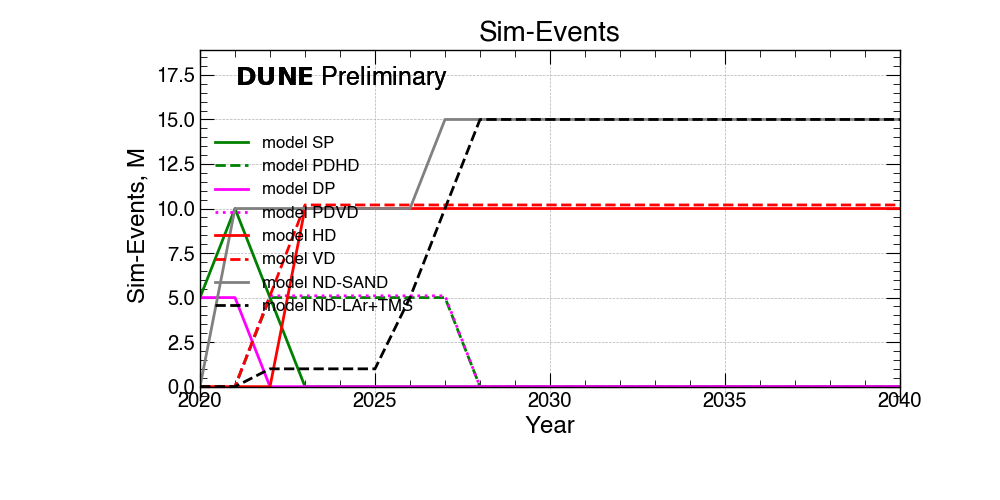 Sim-Events
DUNE Preliminary
17.5
15.0
12.5
10.0
7.5
5.0
2.5
0.0
Sim-Events, M
model SP
model PDHD
model DP
model PDVD
model HD
model VD
model ND-SAND
model ND-LAr+TMS
2020 2025 2030 2035 2040
Year